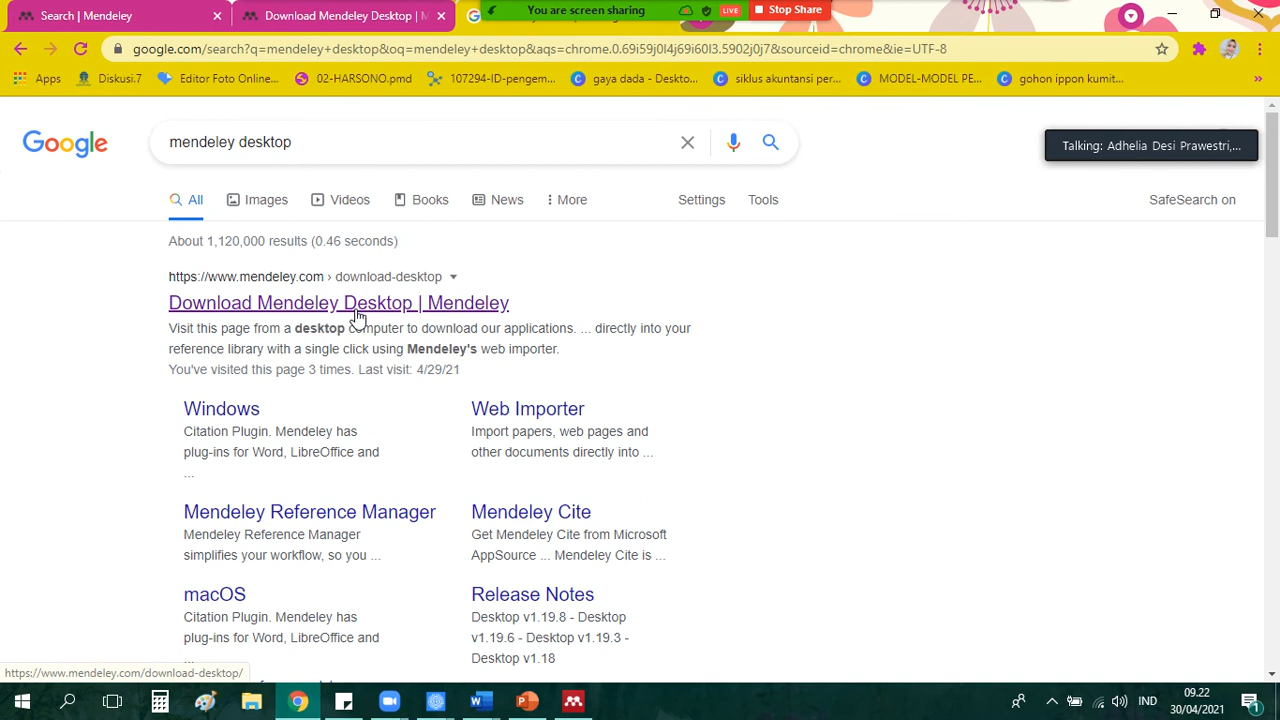 Search | Mendeley
Download Mendeley Desktop | M
You are screen sharing
LIVE
Stop Share
google.com/search?q=mendeley+desktop&oq=mendeley+desktop&aqs=chrome.0.69i59j0l4j69i60l3.5902j0j7&sourceid=chrome&ie=UTF-8
Apps
Diskusi.7
Editor Foto Online...
02-HARSONO.pmd
107294-ID-pengem...
gaya dada - Deskto...
siklus akuntansi per...
MODEL-MODEL PE...
gohon ippon kumit...
Google
mendeley desktop
Talking: Adhelia Desi Prawestri,...
All
Images
Videos
Books
News
More
Settings
Tools
SafeSearch on
About 1,120,000 results (0.46 seconds)
https://www.mendeley.com › download-desktop
Download Mendeley Desktop | Mendeley
Visit this page from a desktop computer to download our applications. ... directly into your
reference library with a single click using Mendeley's web importer.
You've visited this page 3 times. Last visit: 4/29/21
Windows
Citation Plugin. Mendeley has
plug-ins for Word, LibreOffice and
...
Web Importer
Import papers, web pages and
other documents directly into ...
Mendeley Reference Manager
Mendeley Reference Manager
simplifies your workflow, so you ...
Mendeley Cite
Get Mendeley Cite from Microsoft
AppSource ... Mendeley Cite is ...
macOS
Citation Plugin. Mendeley has
plug-ins for Word, LibreOffice and
...
Release Notes
Desktop v1.19.8 - Desktop
v1.19.6 - Desktop v1.19.3 -
Desktop v1.18
https://www.mendeley.com/download-desktop/
IND
09.22
30/04/2021
1